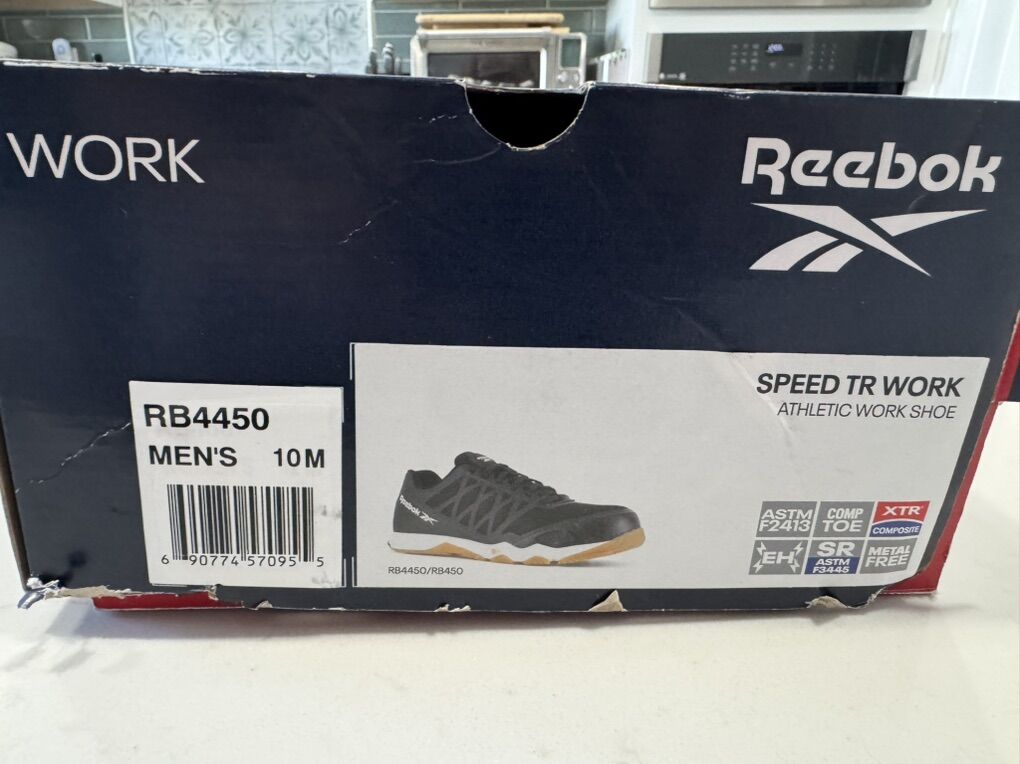 WORK
Reebok
SPEED TR WORK
ATHLETIC WORK SHOE
RB4450
MEN'S 10M
6 90774 57095 5
Reebok
RB4450/RB450
ASTM
F2413
COMP
TOE
XTR
COMPOSITE
EH
SR
ASTM
F3445
METAL
FREE